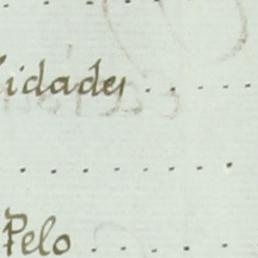 idades . . . . .
. . . . . .
Pelo . . . . .